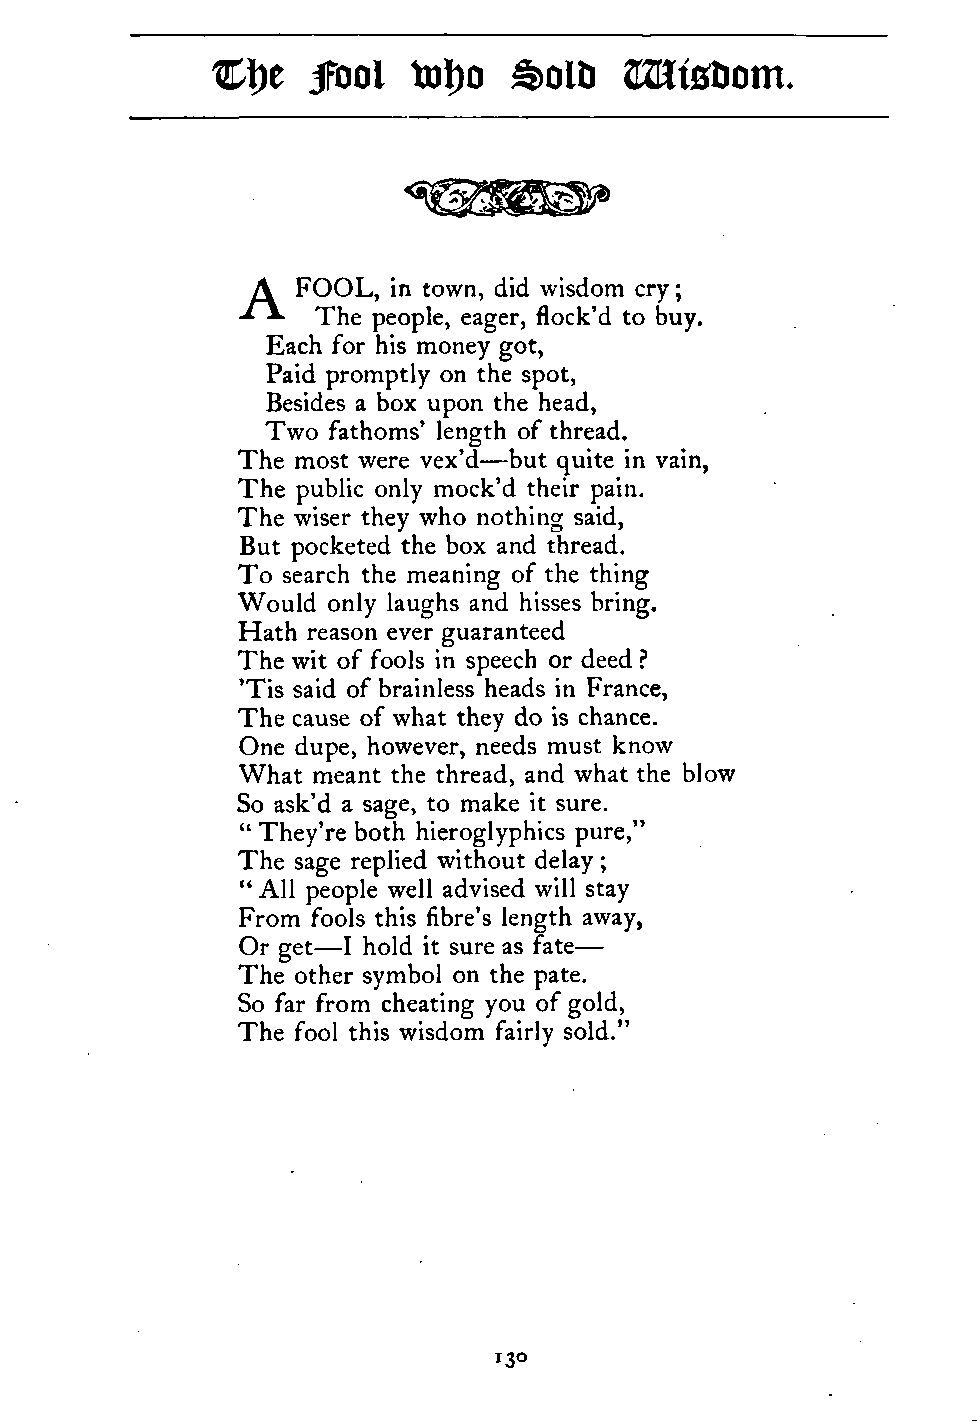 The Fool who Sold Wisdom.
A FOOL, in town, did wisdom cry;
The people, eager, flock'd to buy.
Each for his money got,
Paid promptly on the spot,
Besides a box upon the head,
Two fathoms' length of thread.
The most were vex'd—but quite in vain,
The public only mock'd their pain.
The wiser they who nothing said,
But pocketed the box and thread.
To search the meaning of the thing
Would only laughs and hisses bring.
Hath reason ever guaranteed
The wit of fools in speech or deed?
'Tis said of brainless heads in France,
The cause of what they do is chance.
One dupe, however, needs must know
What meant the thread, and what the blow
So ask'd a sage, to make it sure.
"They're both hieroglyphics pure,"
The sage replied without delay;
"All people well advised will stay
From fools this fibre's length away,
Or get—I hold it sure as fate—
The other symbol on the pate.
So far from cheating you of gold,
The fool this wisdom fairly sold."
130